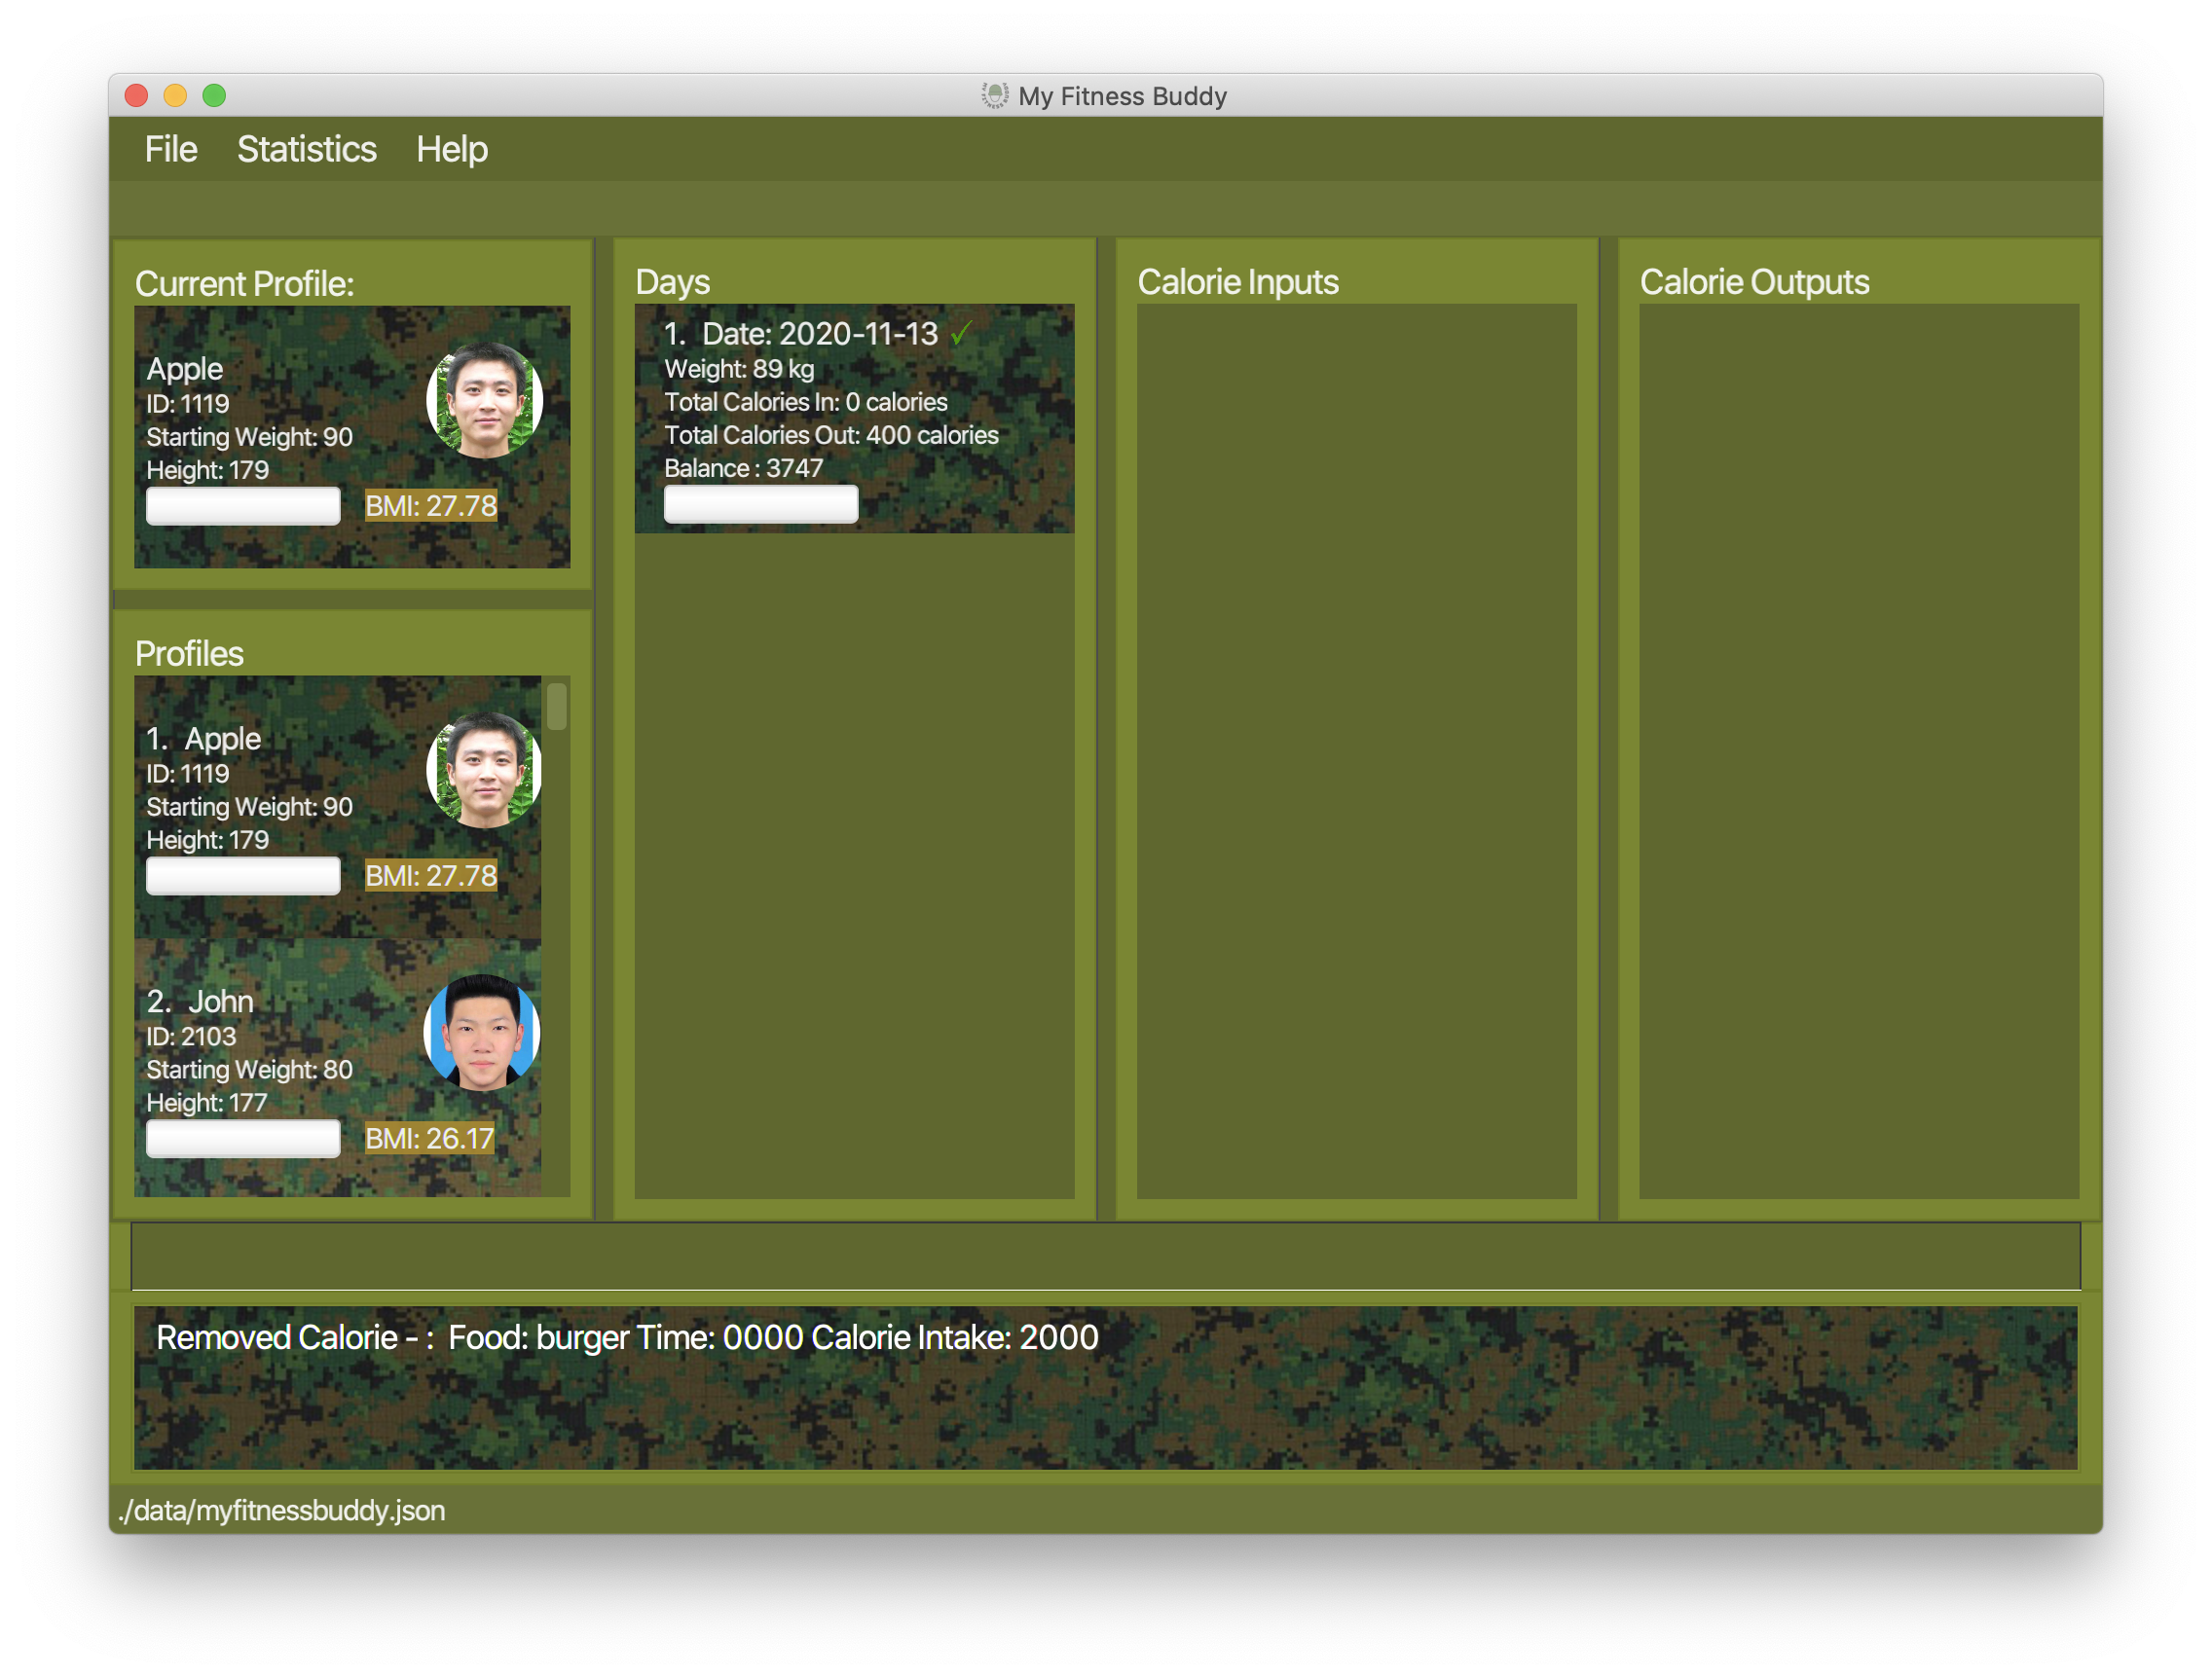 My Fitness Buddy
File Statistics Help
Current Profile:
Apple
ID: 1119
Starting Weight: 90
Height: 179
BMI: 27.78
Profiles
1. Apple
ID: 1119
Starting Weight: 90
Height: 179
BMI: 27.78
2. John
ID: 2103
Starting Weight: 80
Height: 177
BMI: 26.17
Days
1. Date: 2020-11-13 ✓
Weight: 89 kg
Total Calories In: 0 calories
Total Calories Out: 400 calories
Balance : 3747
Calorie Inputs
Calorie Outputs
Removed Calorie - : Food: burger Time: 0000 Calorie Intake: 2000
./data/myfitnessbuddy.json